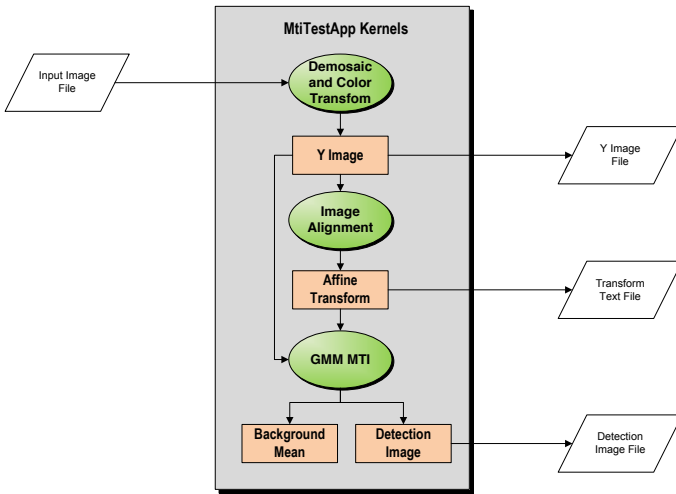 MtiTestApp Kernels
Input Image
File
Demosaic
and Color
Transfom
Y Image
Y Image
File
Image
Alignment
Affine
Transform
Transform
Text File
GMM MTI
Background
Mean
Detection
Image
Detection
Image File